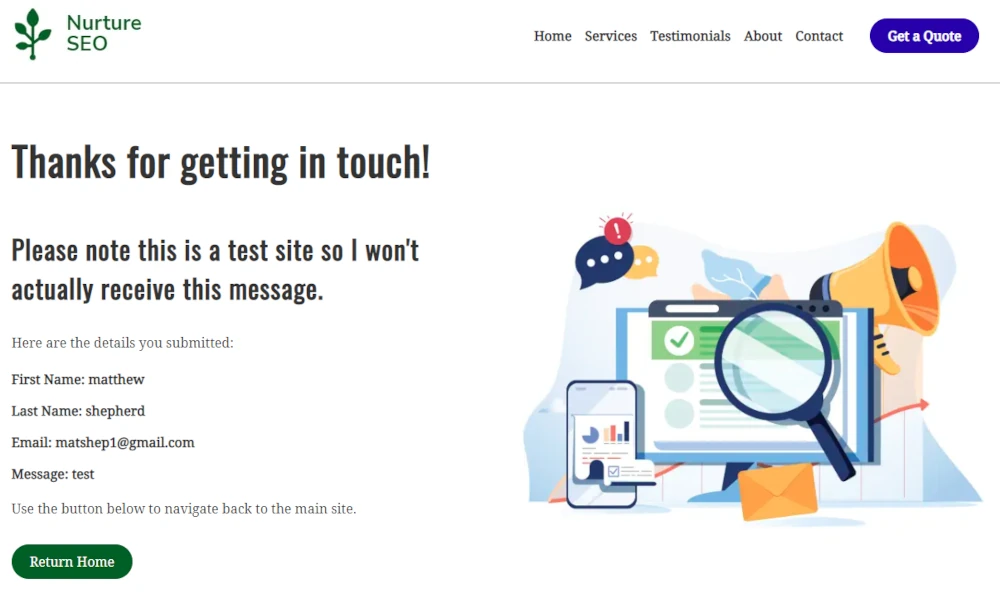 Nurture
SEO
Home Services Testimonials About Contact Get a Quote
Thanks for getting in touch!
Please note this is a test site so I won't
actually receive this message.
Here are the details you submitted:
First Name: matthew
Last Name: shepherd
Email: matshep1@gmail.com
Message: test
Use the button below to navigate back to the main site.
Return Home
!